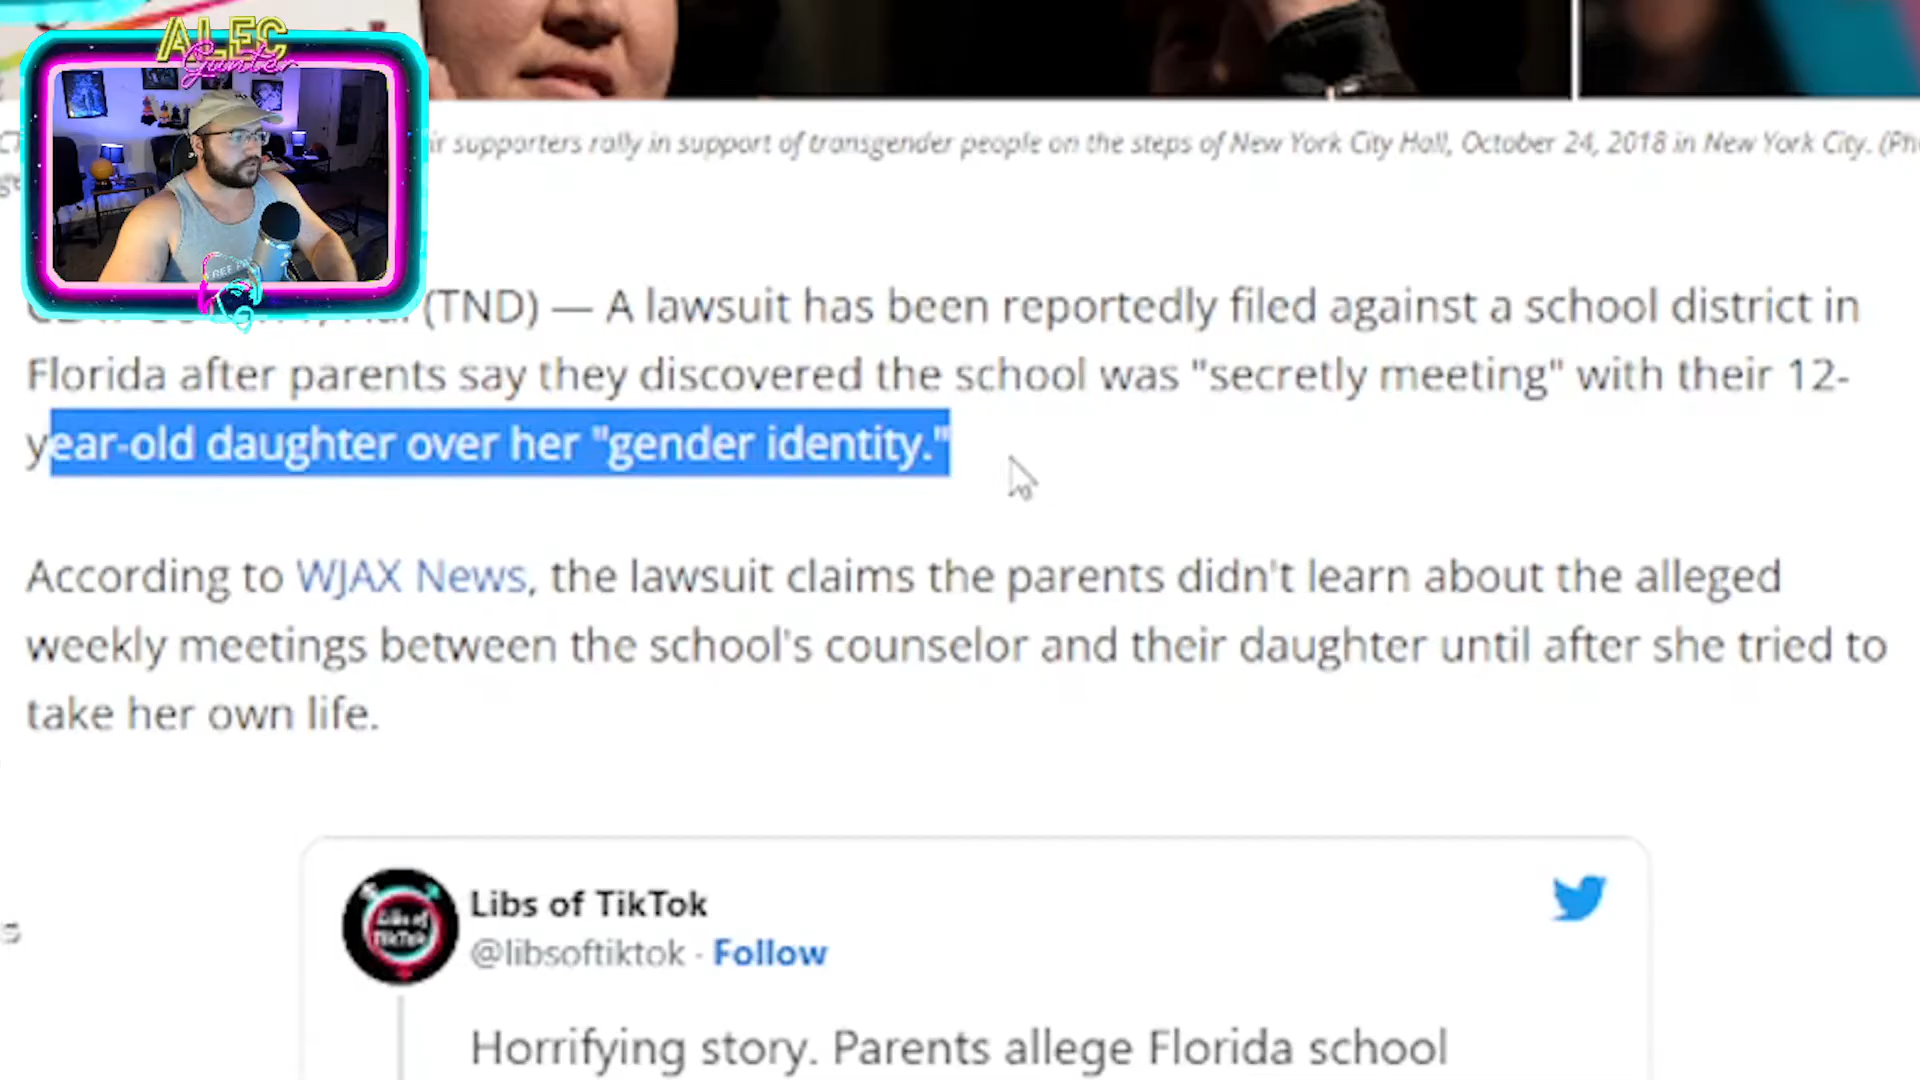 ALEC
Gunter
ir supporters rally in support of transgender people on the steps of New York City Hall, October 24, 2018 in New York City. (Ph
(TND) — A lawsuit has been reportedly filed against a school district in
Florida after parents say they discovered the school was "secretly meeting" with their 12-
year-old daughter over her "gender identity."
According to WJAX News, the lawsuit claims the parents didn't learn about the alleged
weekly meetings between the school's counselor and their daughter until after she tried to
take her own life.
Libs of TikTok
@libsoftiktok · Follow
Horrifying story. Parents allege Florida school